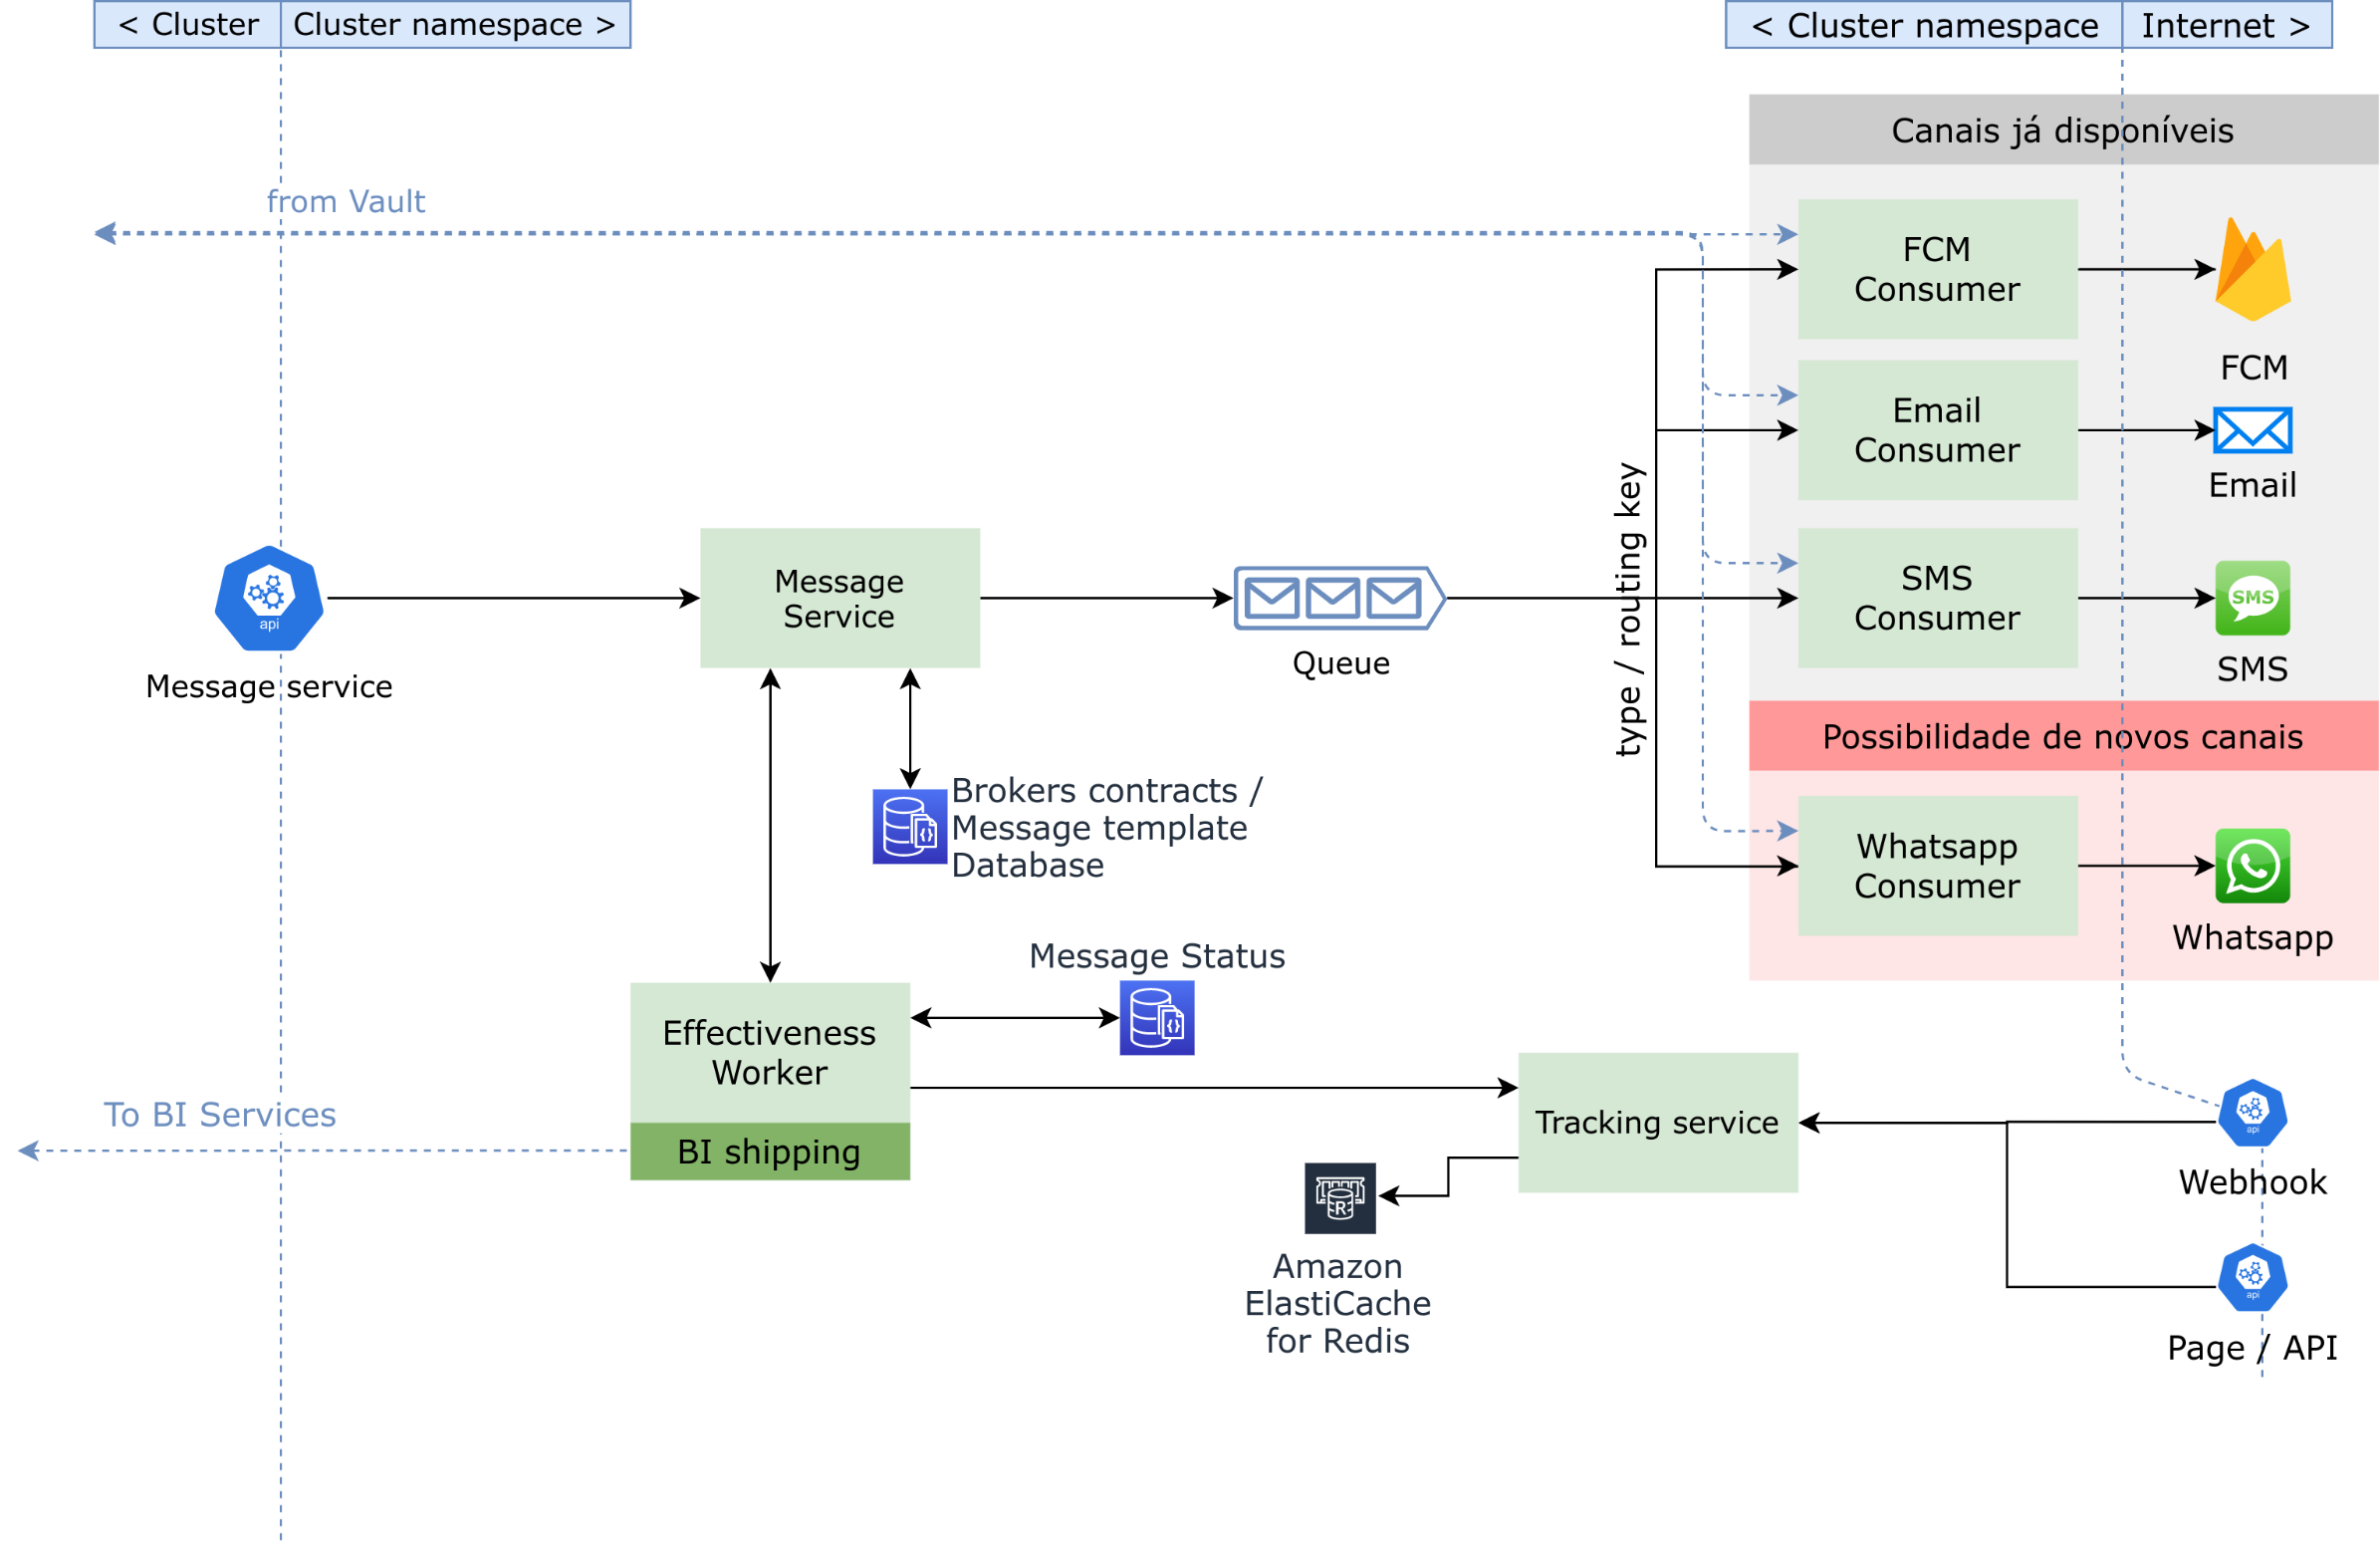 < Cluster
Cluster namespace >
< Cluster namespace
Internet >
Canais já disponíveis
from Vault
FCM
Consumer
FCM
Email
Consumer
Email
type / routing key
Message
Service
SMS
Consumer
SMS
api
Message service
Queue
SMS
Possibilidade de novos canais
Brokers contracts /
Message template
Database
Whatsapp
Consumer
Whatsapp
Message Status
Effectiveness
Worker
BI shipping
To BI Services
Tracking service
api
Webhook
R
Amazon
ElastiCache
for Redis
api
Page / API